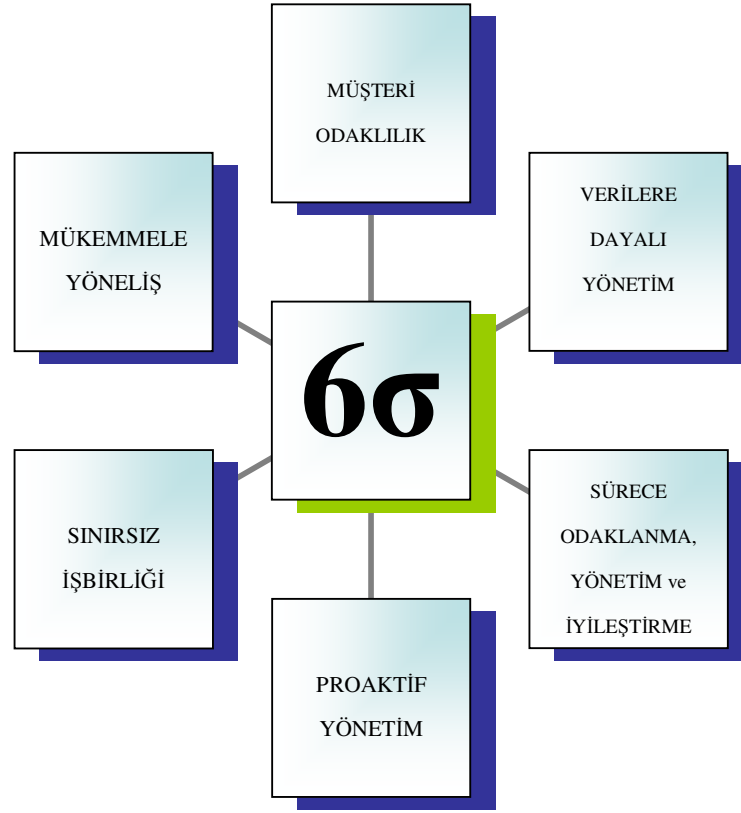 MÜŞTERİ
ODAKLILIK
VERİLERE
DAYALI
YÖNETİM
SÜRECE
ODAKLANMA,
YÖNETİM ve
İYİLEŞTİRME
PROAKTİF
YÖNETİM
SINIRSIZ
İŞBİRLİĞİ
MÜKEMMELE
YÖNELİŞ
6σ